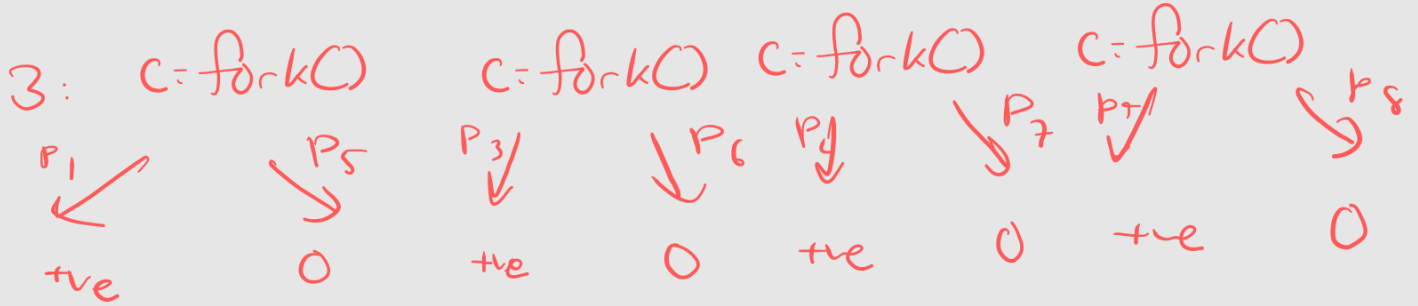 3: c=fork() c=fork() c=fork() c=fork()
P1 P5 P3 P6 P4 P7 P8
+ve 0 +ve 0 +ve 0 +ve 0